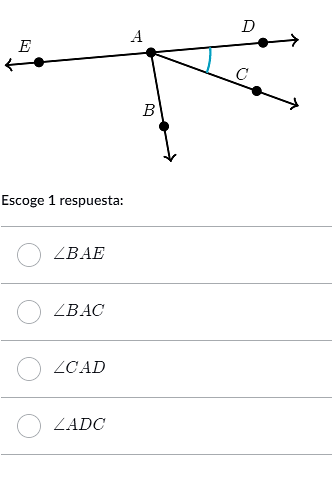 D
A
E
C
B
Escoge 1 respuesta:
∠BAE
∠BAC
∠CAD
∠ADC